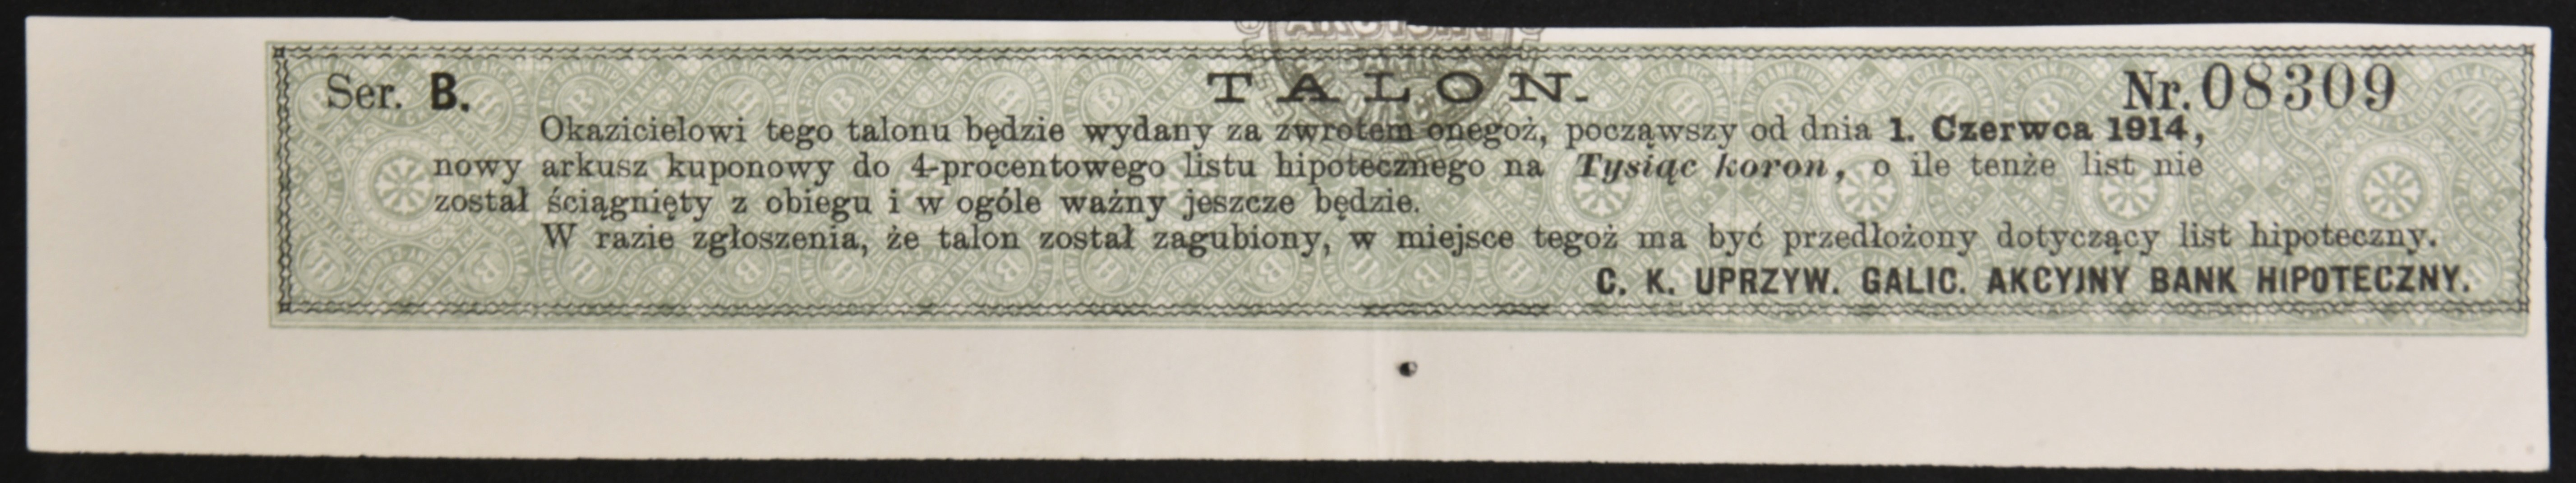 AKCYJNY
BANK
Ser. B.
TALON.
Nr. 08309
Okazicielowi tego talonu będzie wydany za zwrotem onegoż, począwszy od dnia 1. Czerwca 1914,
nowy arkusz kuponowy do 4-procentowego listu hipotecznego na Tysiąc koron, o ile tenże list nie
został ściągnięty z obiegu i w ogóle ważny jeszcze będzie.
W razie zgłoszenia, że talon został zagubiony, w miejsce tegoż ma być przedłożony dotyczący list hipoteczny.
C. K. UPRZYW. GALIC. AKCYJNY BANK HIPOTECZNY.